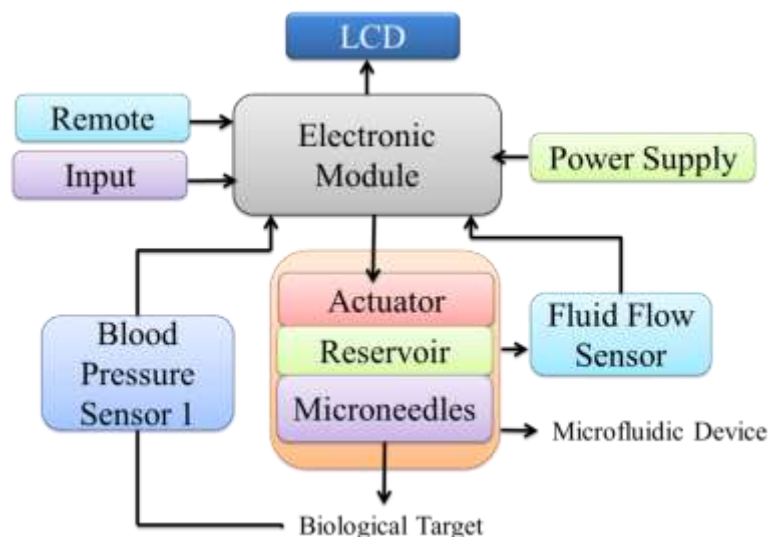 LCD
Remote
Input
Electronic
Module
Power Supply
Actuator
Reservoir
Microneedles
Blood
Pressure
Sensor 1
Fluid Flow
Sensor
Microfluidic Device
Biological Target